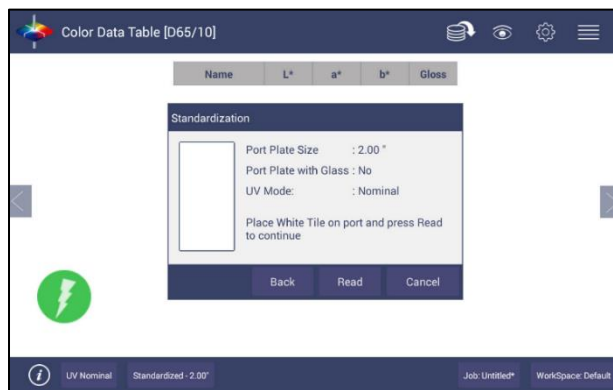 Color Data Table [D65/10]
Name L* a* b* Gloss
Standardization
Port Plate Size : 2.00 "
Port Plate with Glass : No
UV Mode: : Nominal
Place White Tile on port and press Read
to continue
Back Read Cancel
i UV Nominal Standardized - 2.00" Job: Untitled* WorkSpace: Default